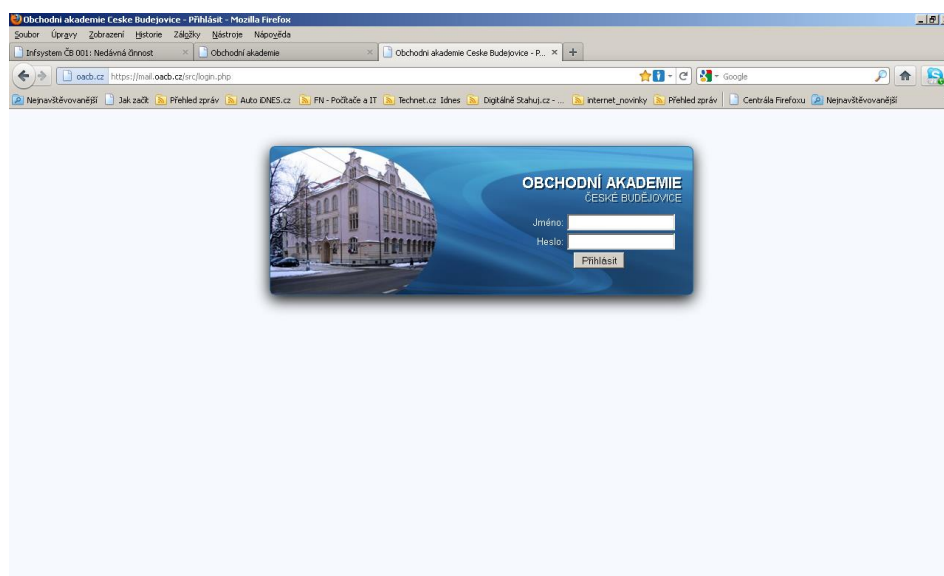 Obchodni akademie Ceske Budejovice - Přihlásit - Mozilla Firefox
Soubor Úpravy Zobrazení Historie Záložky Nástroje Nápověda
Infsystem ČB 001: Nedávná činnost
Obchodní akademie
Obchodni akademie Ceske Budejovice - P...
oacb.cz https://mail.oacb.cz/src/login.php
Google
Nejnavštěvovanější Jak začít Přehled zpráv Auto iDNES.cz FN - Počítače a IT Technet.cz Idnes Digitálně Stahuj.cz - ... internet_novinky Přehled zpráv Centrála Firefoxu Nejnavštěvovanější
OBCHODNÍ AKADEMIE
ČESKÉ BUDĚJOVICE
Jméno:
Heslo:
Přihlásit